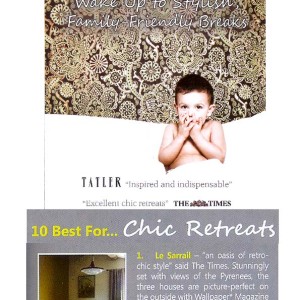 Wake Up to Stylish,
Family-Friendly Breaks
TATLER "Inspired and indispensable"
"Excellent chic retreats" THE TIMES
10 Best For... Chic Retreats
1. Le Sarrail – "an oasis of retro-
chic style" said The Times. Stunningly
set with views of the Pyrenees, the
three houses are picture-perfect on
the outside with Wallpaper* Magazine